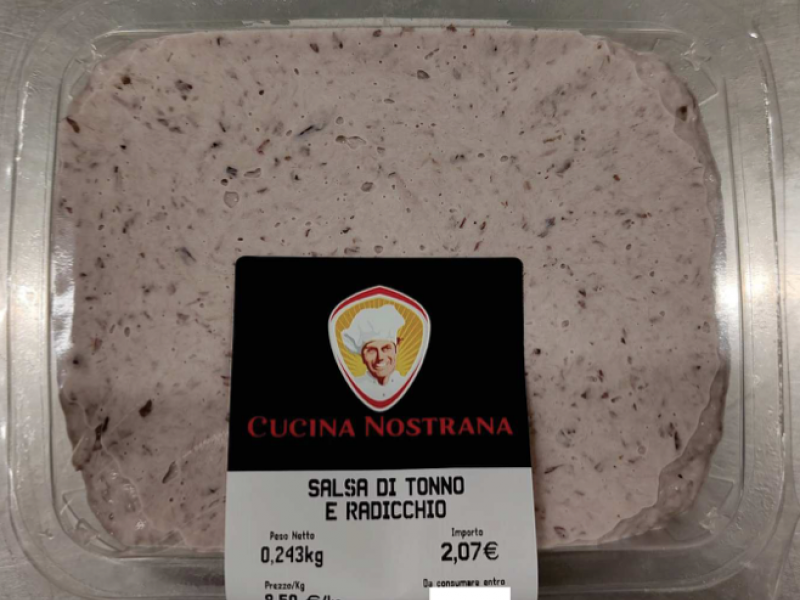 CUCINA NOSTRANA
SALSA DI TONNO
E RADICCHIO
Peso Netto Importo
0,243kg 2,07€
Prezzo/Kg Da consumare entro